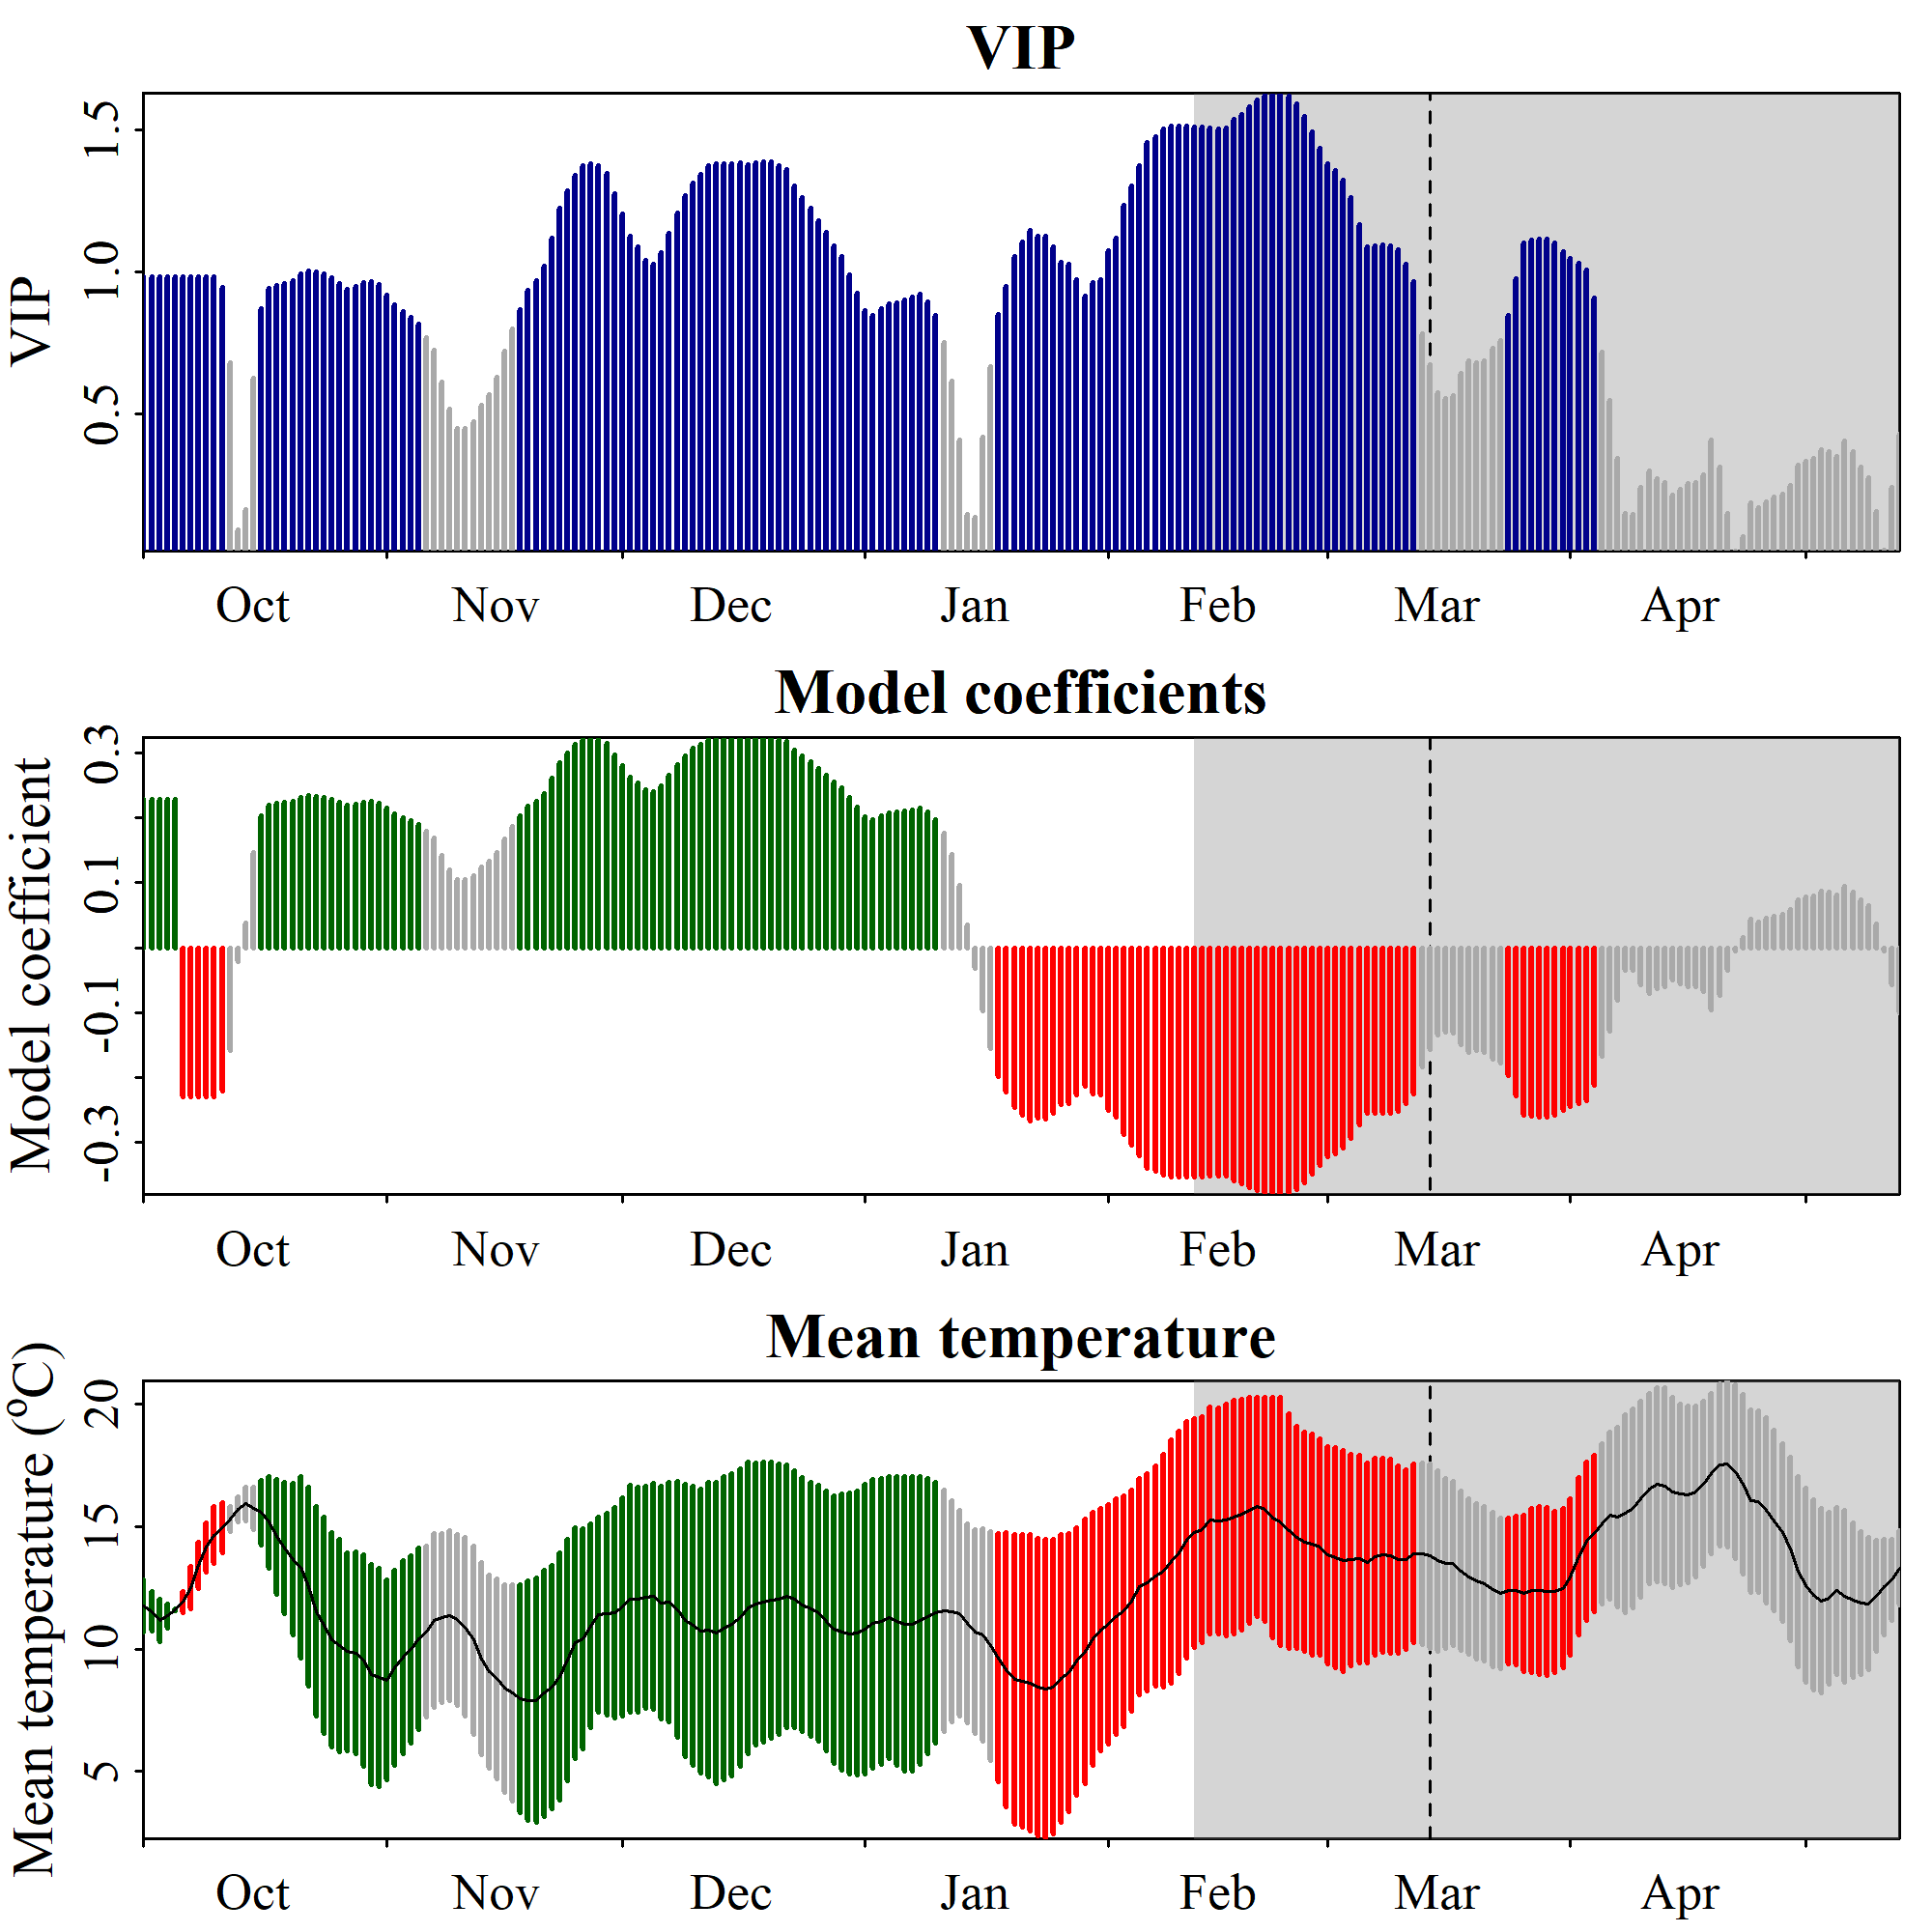 VIP
VIP
1.5
1.0
0.5
Oct Nov Dec Jan Feb Mar Apr
Model coefficients
Model coefficient
0.3
0.1
-0.1
-0.3
Oct Nov Dec Jan Feb Mar Apr
Mean temperature
Mean temperature (ºC)
20
15
10
5
Oct Nov Dec Jan Feb Mar Apr